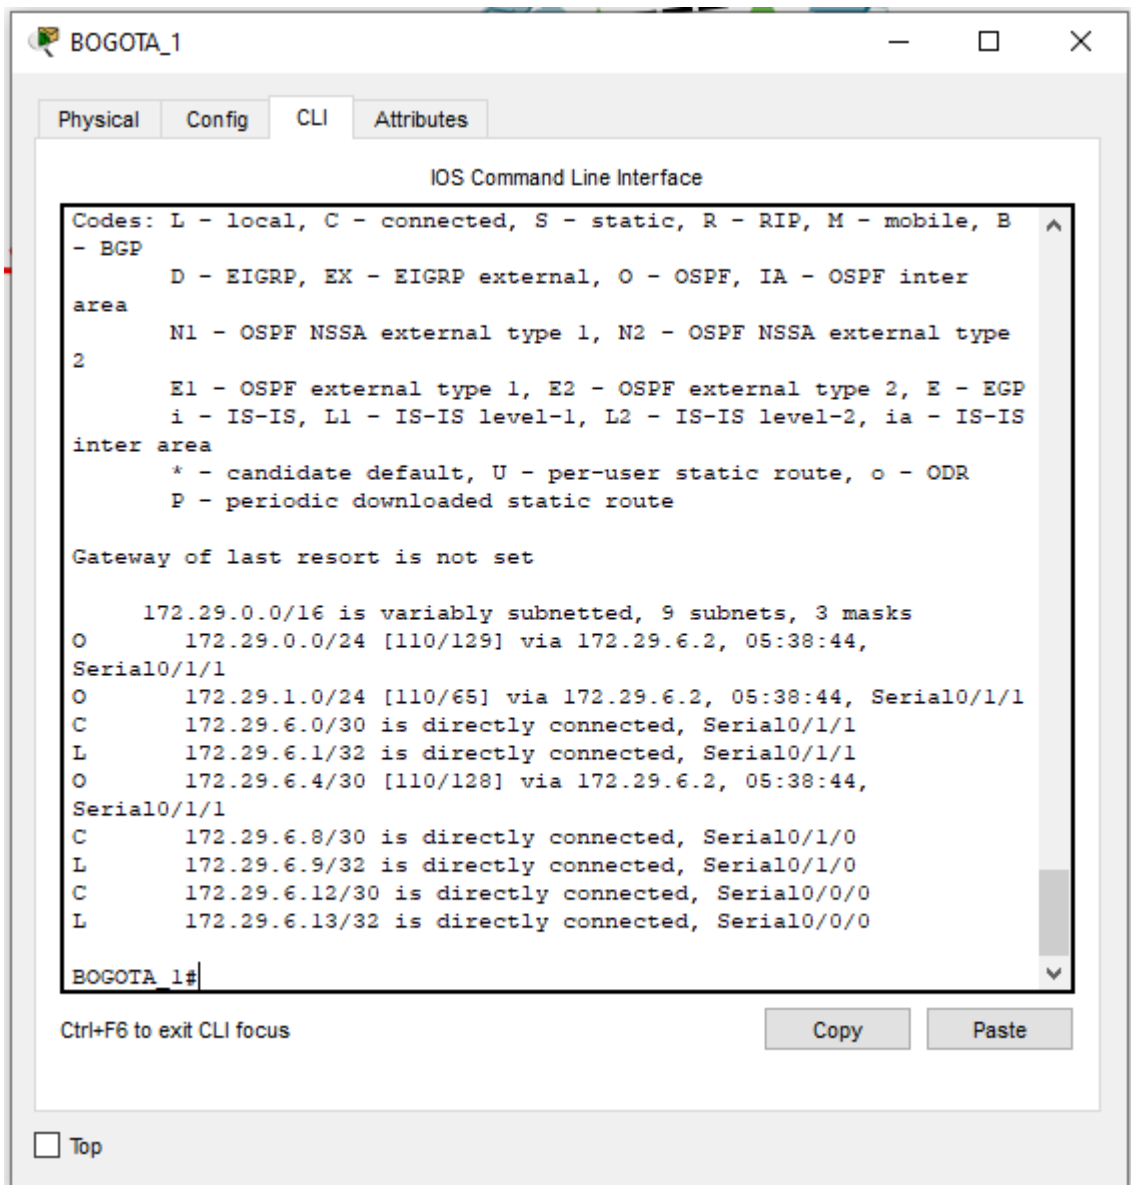 BOGOTA_1
Physical Config CLI Attributes
IOS Command Line Interface
Codes: L - local, C - connected, S - static, R - RIP, M - mobile, B
- BGP
       D - EIGRP, EX - EIGRP external, O - OSPF, IA - OSPF inter
area
       N1 - OSPF NSSA external type 1, N2 - OSPF NSSA external type
2
       E1 - OSPF external type 1, E2 - OSPF external type 2, E - EGP
       i - IS-IS, L1 - IS-IS level-1, L2 - IS-IS level-2, ia - IS-IS
inter area
       * - candidate default, U - per-user static route, o - ODR
       P - periodic downloaded static route

Gateway of last resort is not set

     172.29.0.0/16 is variably subnetted, 9 subnets, 3 masks
O       172.29.0.0/24 [110/129] via 172.29.6.2, 05:38:44,
Serial0/1/1
O       172.29.1.0/24 [110/65] via 172.29.6.2, 05:38:44, Serial0/1/1
C       172.29.6.0/30 is directly connected, Serial0/1/1
L       172.29.6.1/32 is directly connected, Serial0/1/1
O       172.29.6.4/30 [110/128] via 172.29.6.2, 05:38:44,
Serial0/1/1
C       172.29.6.8/30 is directly connected, Serial0/1/0
L       172.29.6.9/32 is directly connected, Serial0/1/0
C       172.29.6.12/30 is directly connected, Serial0/0/0
L       172.29.6.13/32 is directly connected, Serial0/0/0

BOGOTA_1#
Ctrl+F6 to exit CLI focus
Copy Paste
Top